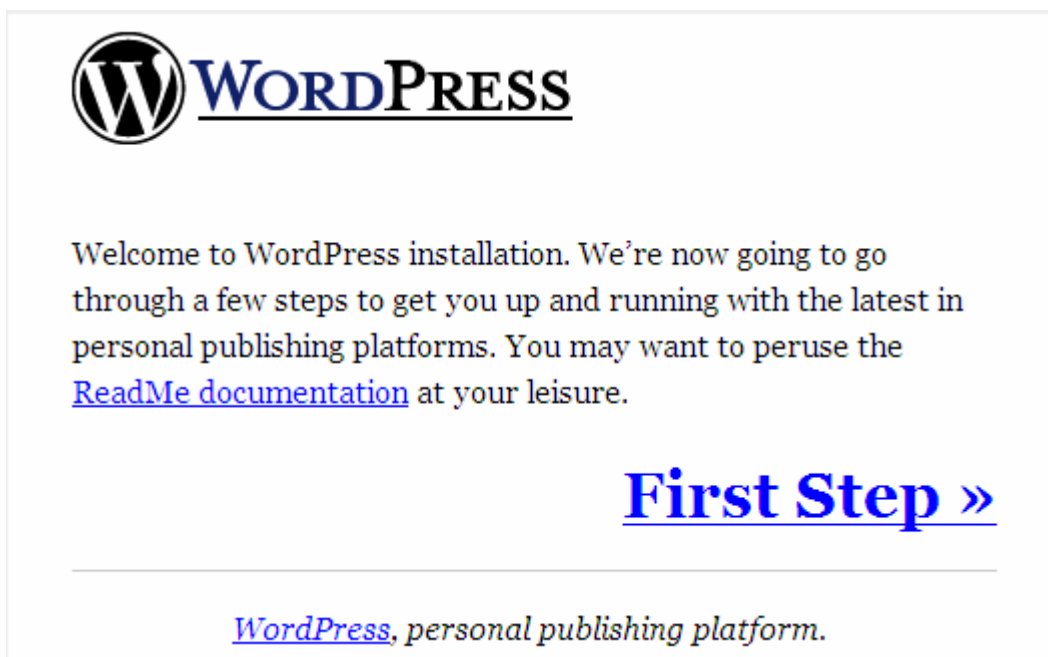 WORDPRESS
Welcome to WordPress installation. We’re now going to go
through a few steps to get you up and running with the latest in
personal publishing platforms. You may want to peruse the
ReadMe documentation at your leisure.
First Step »
WordPress, personal publishing platform.